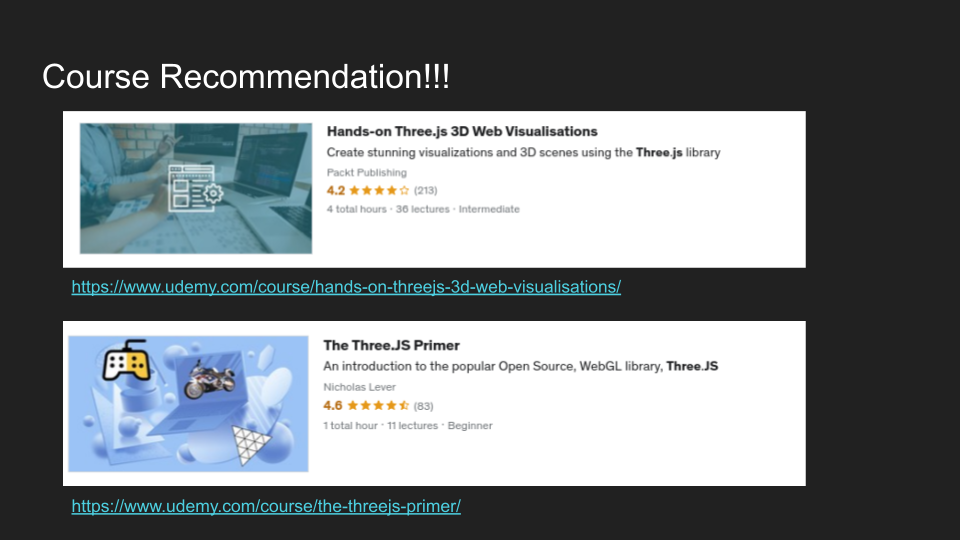 Course Recommendation!!!
Hands-on Three.js 3D Web Visualisations
Create stunning visualizations and 3D scenes using the Three.js library
Packt Publishing
4.2 ★★★★☆ (213)
4 total hours · 36 lectures · Intermediate
https://www.udemy.com/course/hands-on-threejs-3d-web-visualisations/
The Three.JS Primer
An introduction to the popular Open Source, WebGL library, Three.JS
Nicholas Lever
4.6 (83)
1 total hour · 11 lectures · Beginner
https://www.udemy.com/course/the-threejs-primer/